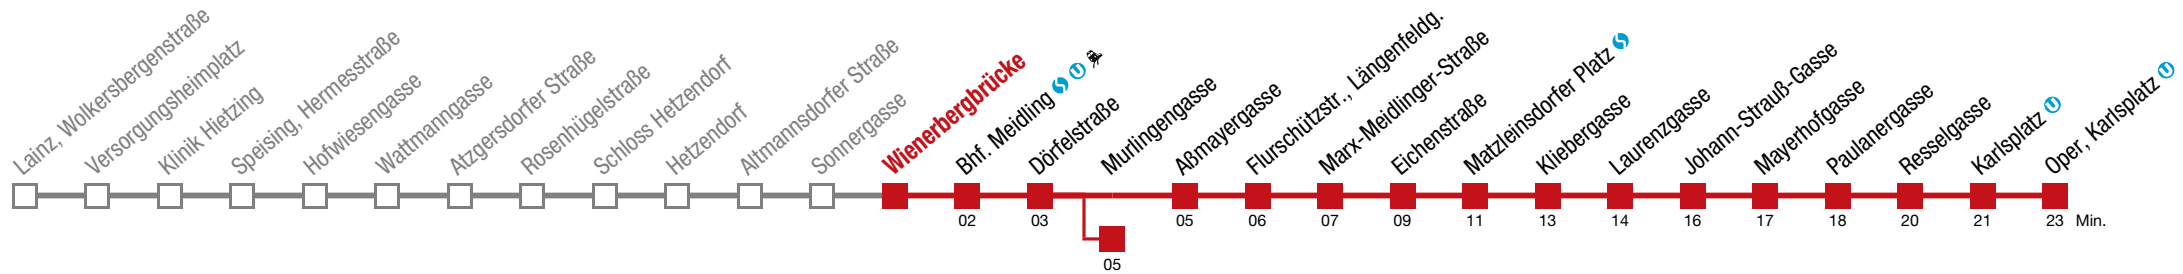 Lainz, Wolkersbergenstraße
Versorgungsheimplatz
Klinik Hietzing
Speising, Hermesstraße
Hofwiesengasse
Wattmanngasse
Atzgersdorfer Straße
Rosenhügelstraße
Schloss Hetzendorf
Hetzendorf
Altmannsdorfer Straße
Sonnergasse
Wienerbergbrücke
Bhf. Meidling S U
Dörfelstraße
Murlingengasse
Aßmayergasse
Flurschützstr., Längenfeldg.
Marx-Meidlinger-Straße
Eichenstraße
Matzleinsdorfer Platz S
Kliebergasse
Laurenzgasse
Johann-Strauß-Gasse
Mayerhofgasse
Paulanergasse
Resselgasse
Karlsplatz U
Oper, Karlsplatz U
02 03 05 06 07 09 11 13 14 16 17 18 20 21 23 Min.
05